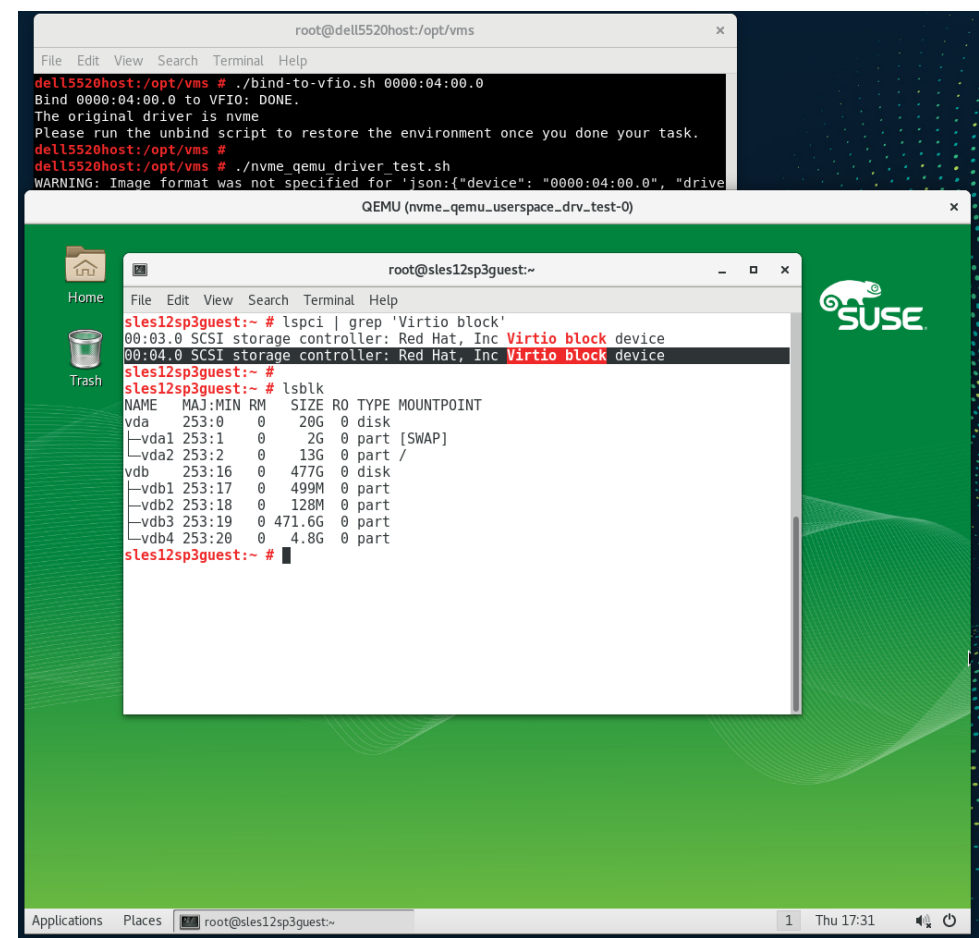 root@dell5520host:/opt/vms ×
File Edit View Search Terminal Help
dell5520host:/opt/vms # ./bind-to-vfio.sh 0000:04:00.0
Bind 0000:04:00.0 to VFIO: DONE.
The original driver is nvme
Please run the unbind script to restore the environment once you done your task.
dell5520host:/opt/vms #
dell5520host:/opt/vms # ./nvme_qemu_driver_test.sh
WARNING: Image format was not specified for 'json:{"device": "0000:04:00.0", "drive
QEMU (nvme_qemu_userspace_drv_test-0) ×
Home
Trash
root@sles12sp3guest:~
File Edit View Search Terminal Help
sles12sp3guest:~ # lspci | grep 'Virtio block'
00:03.0 SCSI storage controller: Red Hat, Inc Virtio block device
00:04.0 SCSI storage controller: Red Hat, Inc Virtio block device
sles12sp3guest:~ #
sles12sp3guest:~ # lsblk
NAME   MAJ:MIN RM   SIZE RO TYPE MOUNTPOINT
vda    253:0    0    20G  0 disk
├─vda1 253:1    0     2G  0 part [SWAP]
└─vda2 253:2    0    13G  0 part /
vdb    253:16   0   477G  0 disk
├─vdb1 253:17   0   499M  0 part
├─vdb2 253:18   0   128M  0 part
├─vdb3 253:19   0 471.6G  0 part
└─vdb4 253:20   0   4.8G  0 part
sles12sp3guest:~ #
SUSE
Applications Places root@sles12sp3guest:~ 1 Thu 17:31